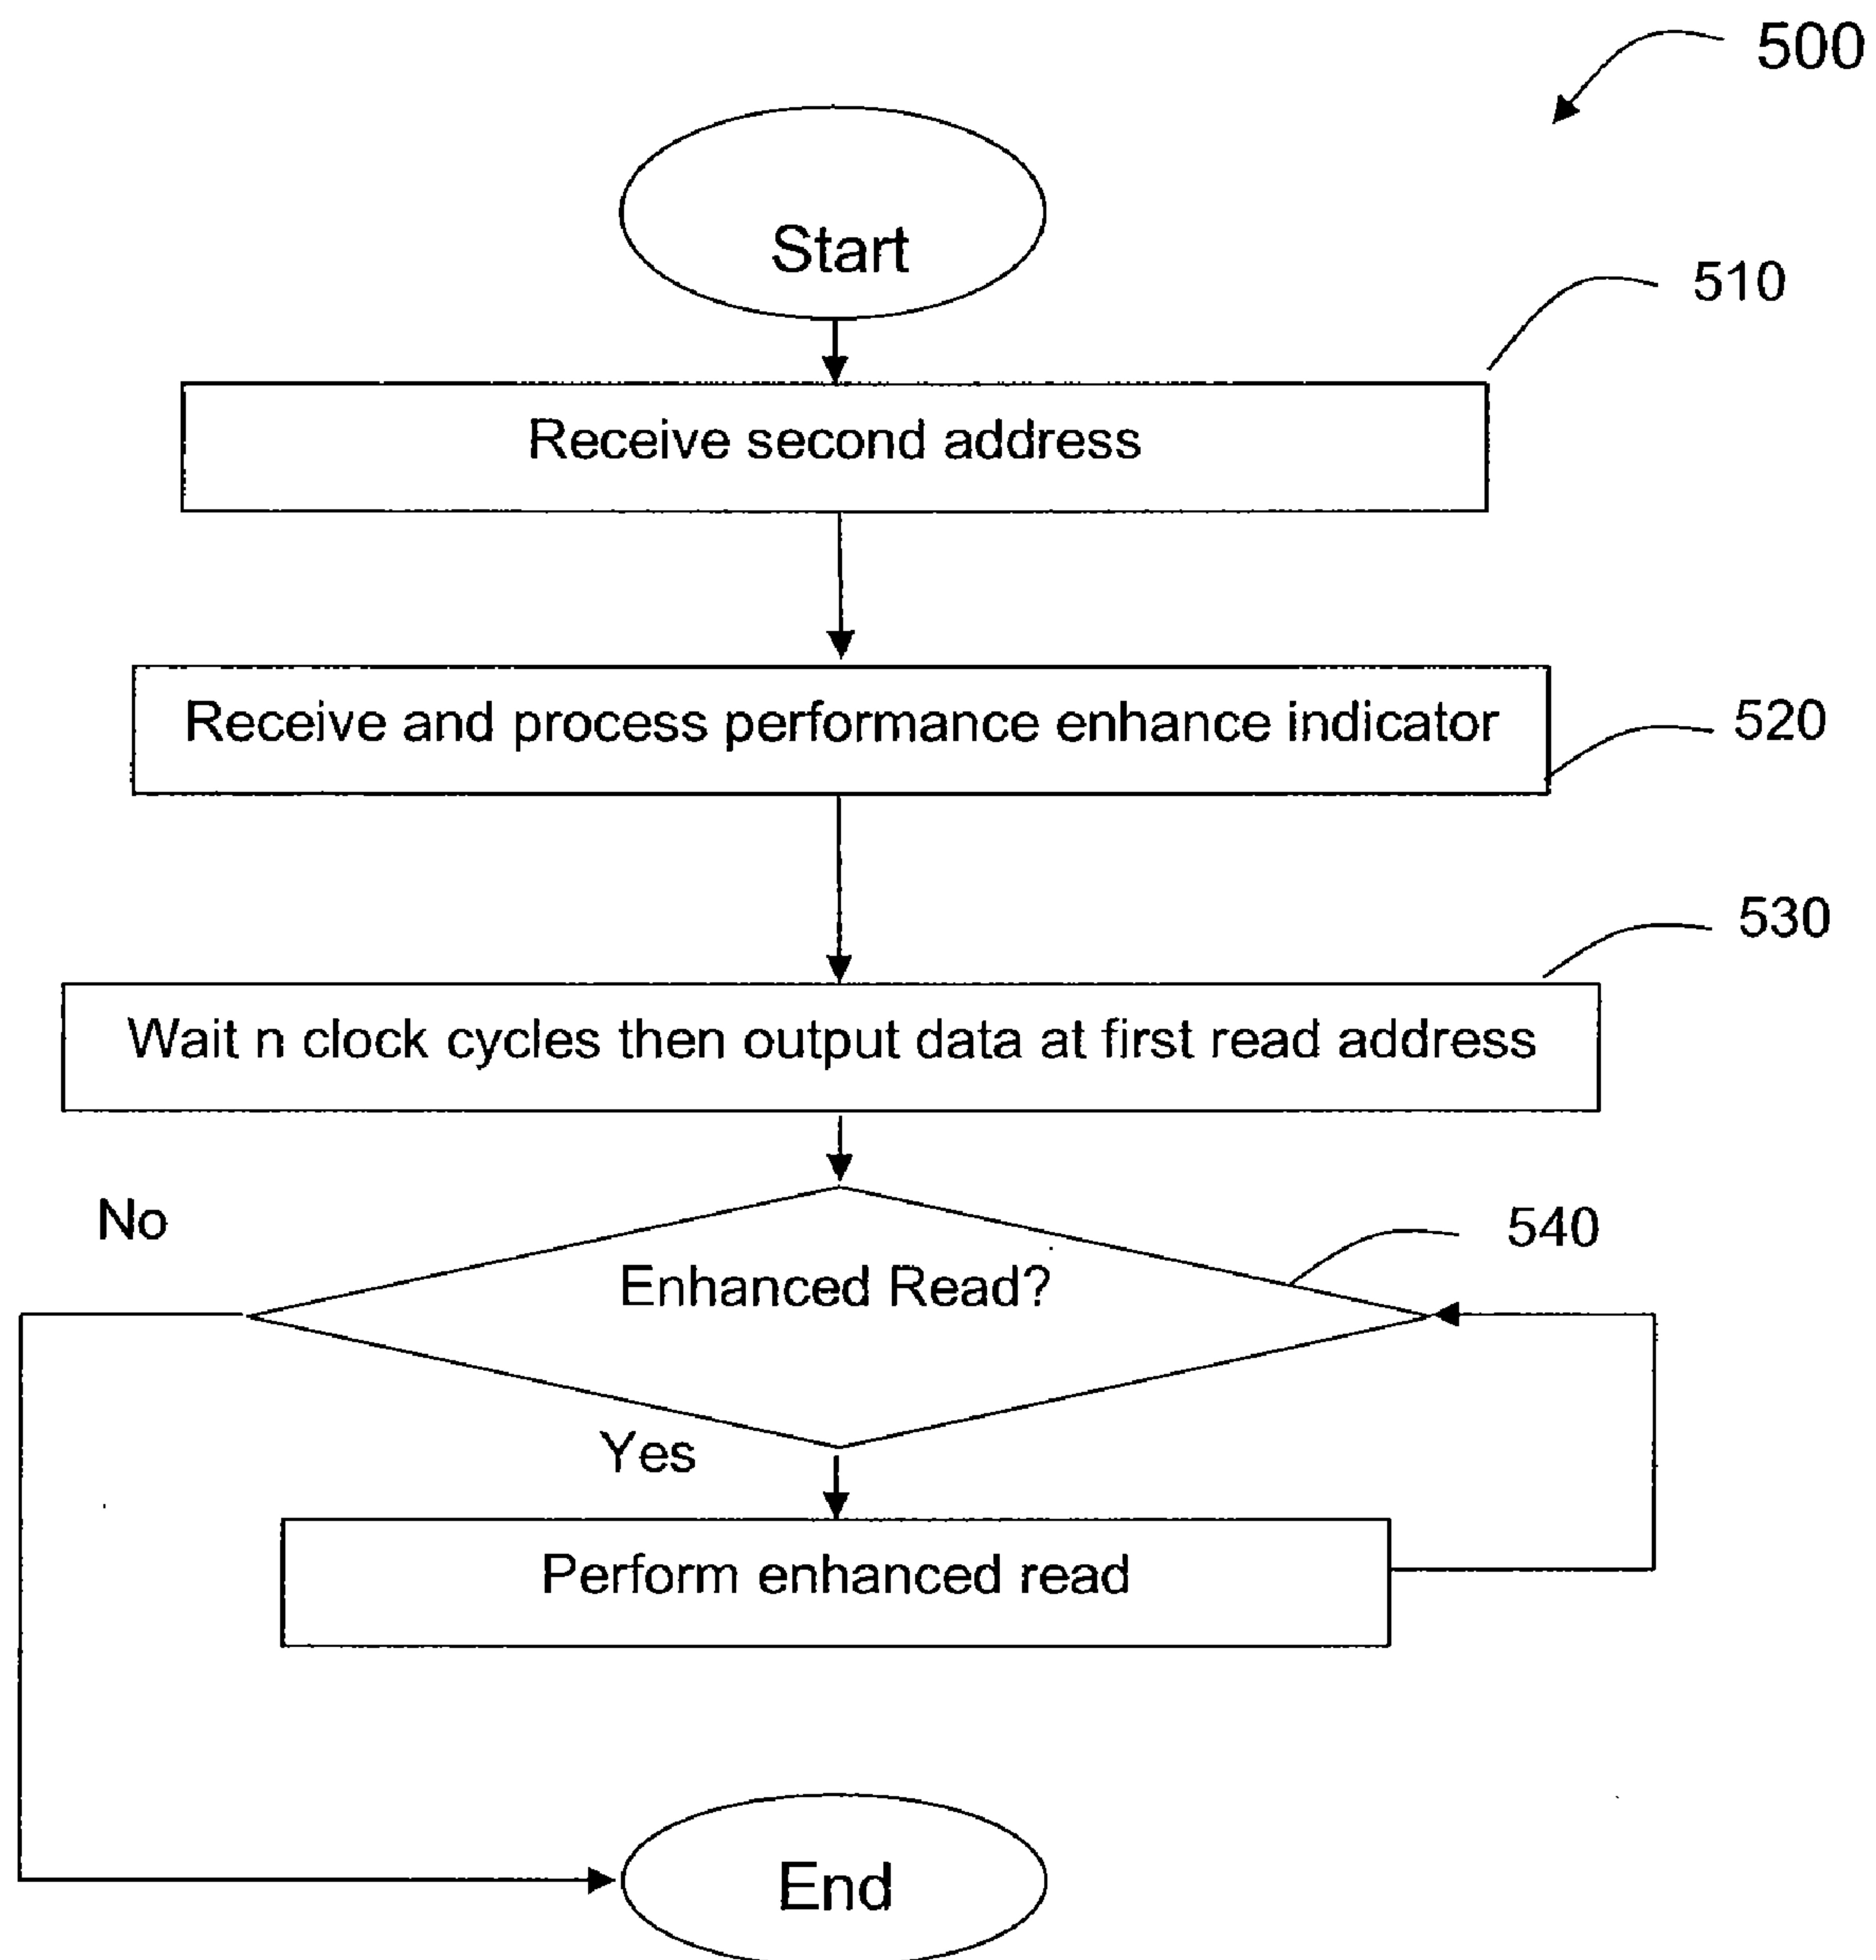 500
Start
510
Receive second address
Receive and process performance enhance indicator
520
530
Wait n clock cycles then output data at first read address
No
540
Enhanced Read?
Yes
Perform enhanced read
End